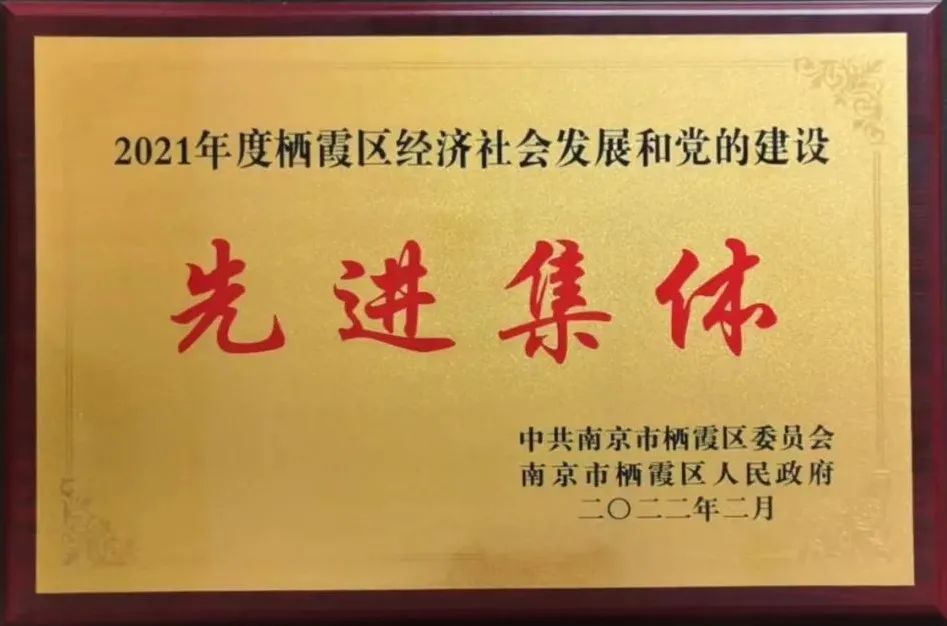 2021年度栖霞区经济社会发展和党的建设
先进集体
中共南京市栖霞区委员会
南京市栖霞区人民政府
二〇二二年二月